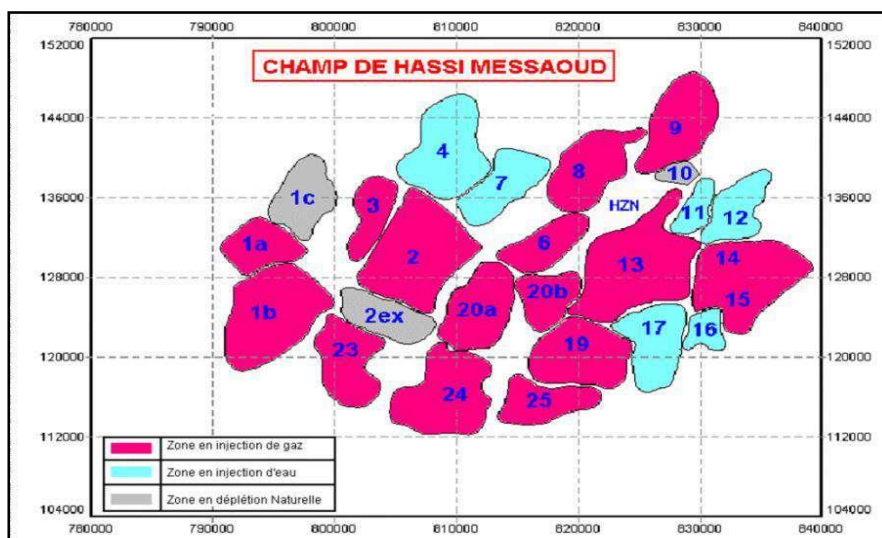 780000 790000 800000 810000 820000 830000 840000
152000 152000
CHAMP DE HASSI MESSAOUD
144000 144000
9
4
8
10
7
1c
136000 136000
3
HZN
11
12
1a
6
2
13
14
128000 128000
1b
20a
20b
15
2ex
17
16
23
19
120000 120000
24
25
112000 112000
Zone en injection de gaz
Zone en injection d'eau
Zone en déplétion Naturelle
104000 104000
780000 790000 800000 810000 820000 830000 840000